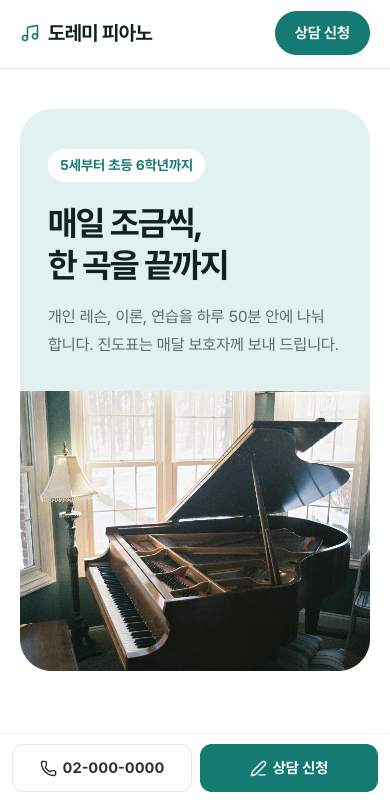 도레미 피아노
상담 신청
5세부터 초등 6학년까지
매일 조금씩,
한 곡을 끝까지
개인 레슨, 이론, 연습을 하루 50분 안에 나눠
합니다. 진도표는 매달 보호자께 보내 드립니다.
02-000-0000
상담 신청